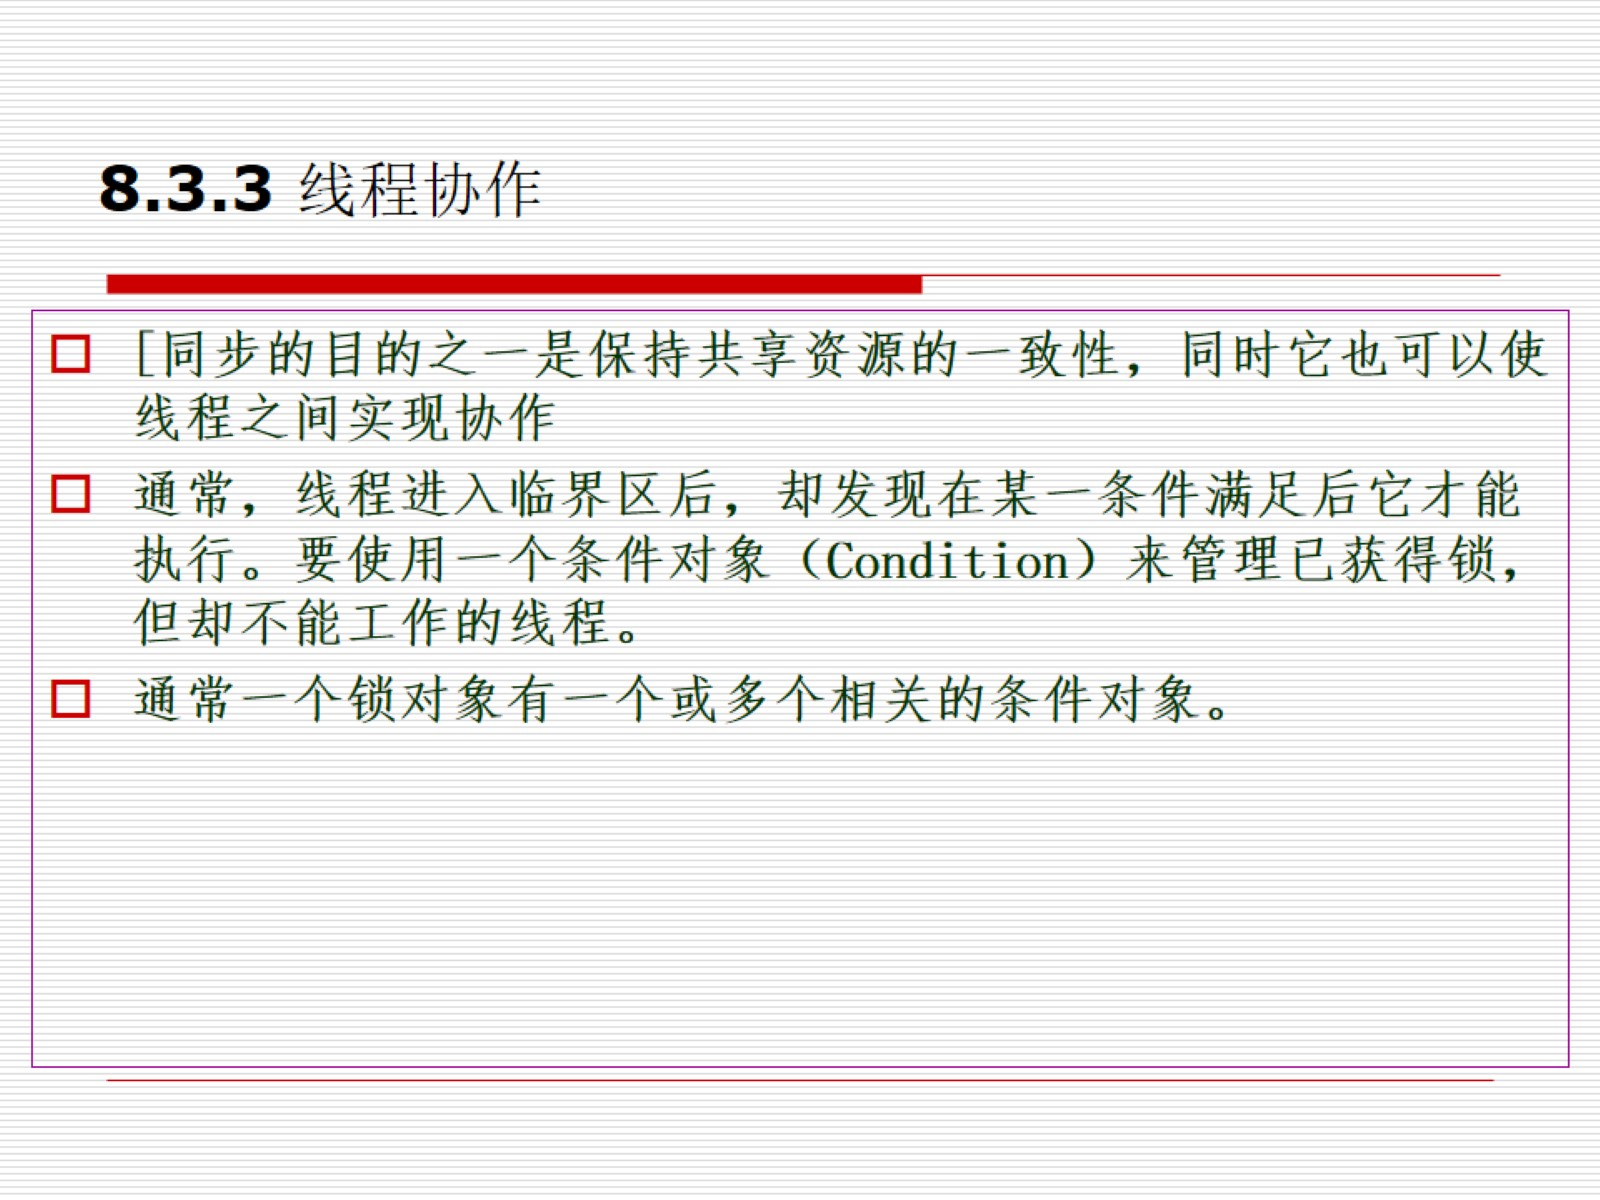 8.3.3 线程协作
[同步的目的之一是保持共享资源的一致性，同时它也可以使
线程之间实现协作
通常，线程进入临界区后，却发现在某一条件满足后它才能
执行。要使用一个条件对象（Condition）来管理已获得锁，
但却不能工作的线程。
通常一个锁对象有一个或多个相关的条件对象。